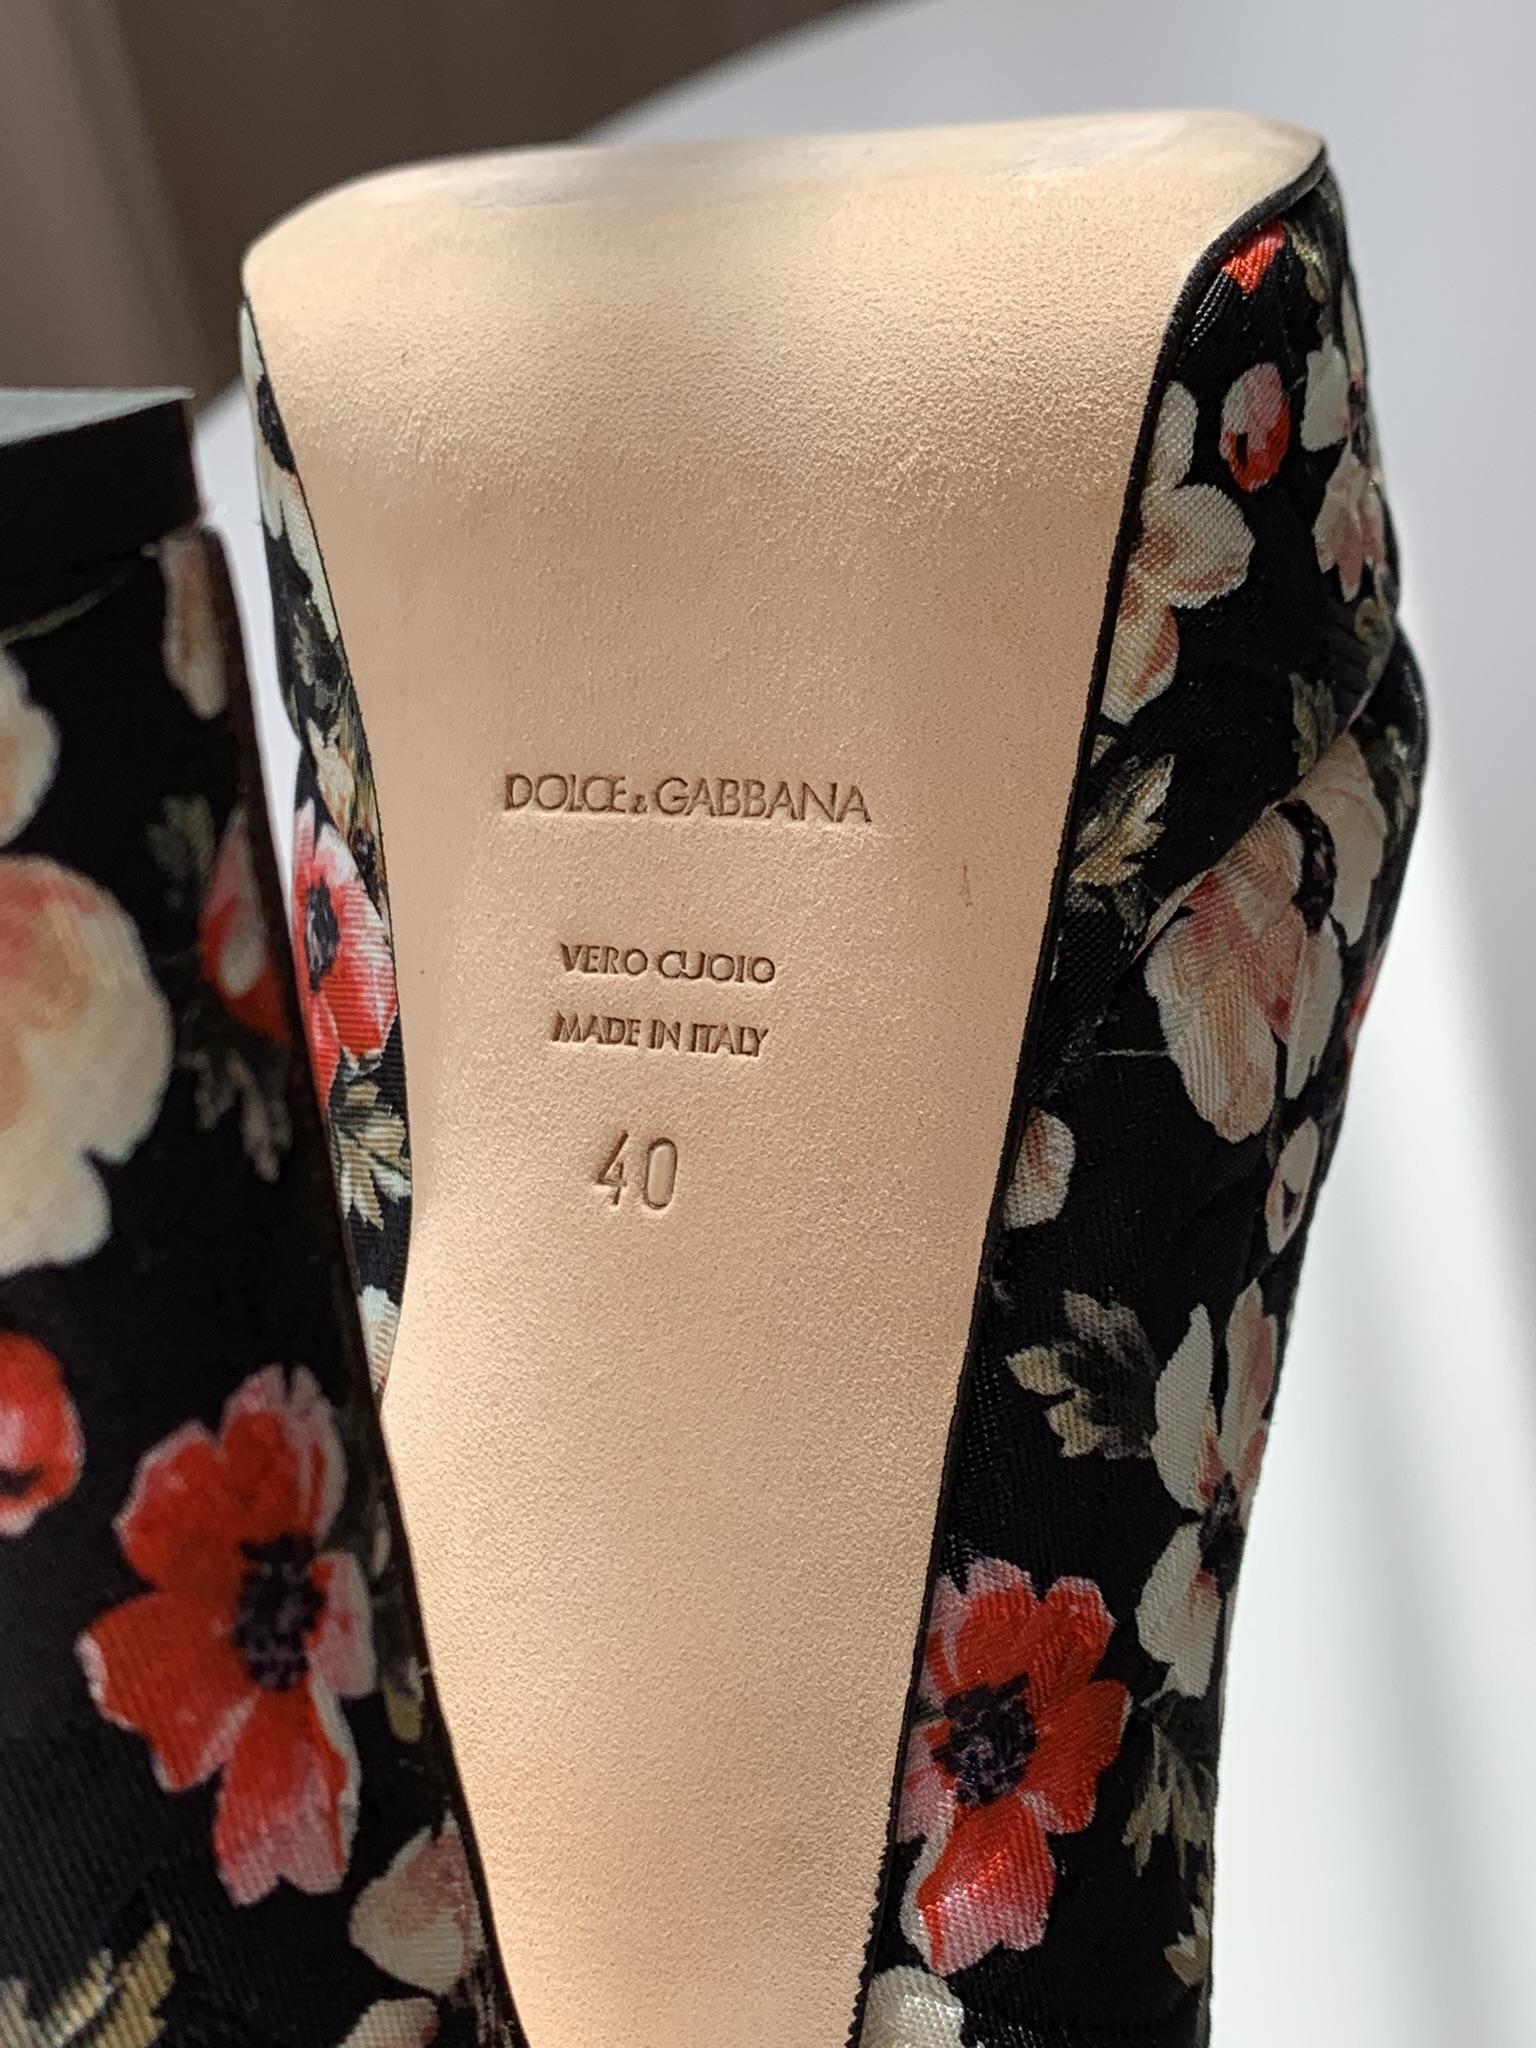 DOLCE & GABBANA
VERO CUOIO
MADE IN ITALY
40